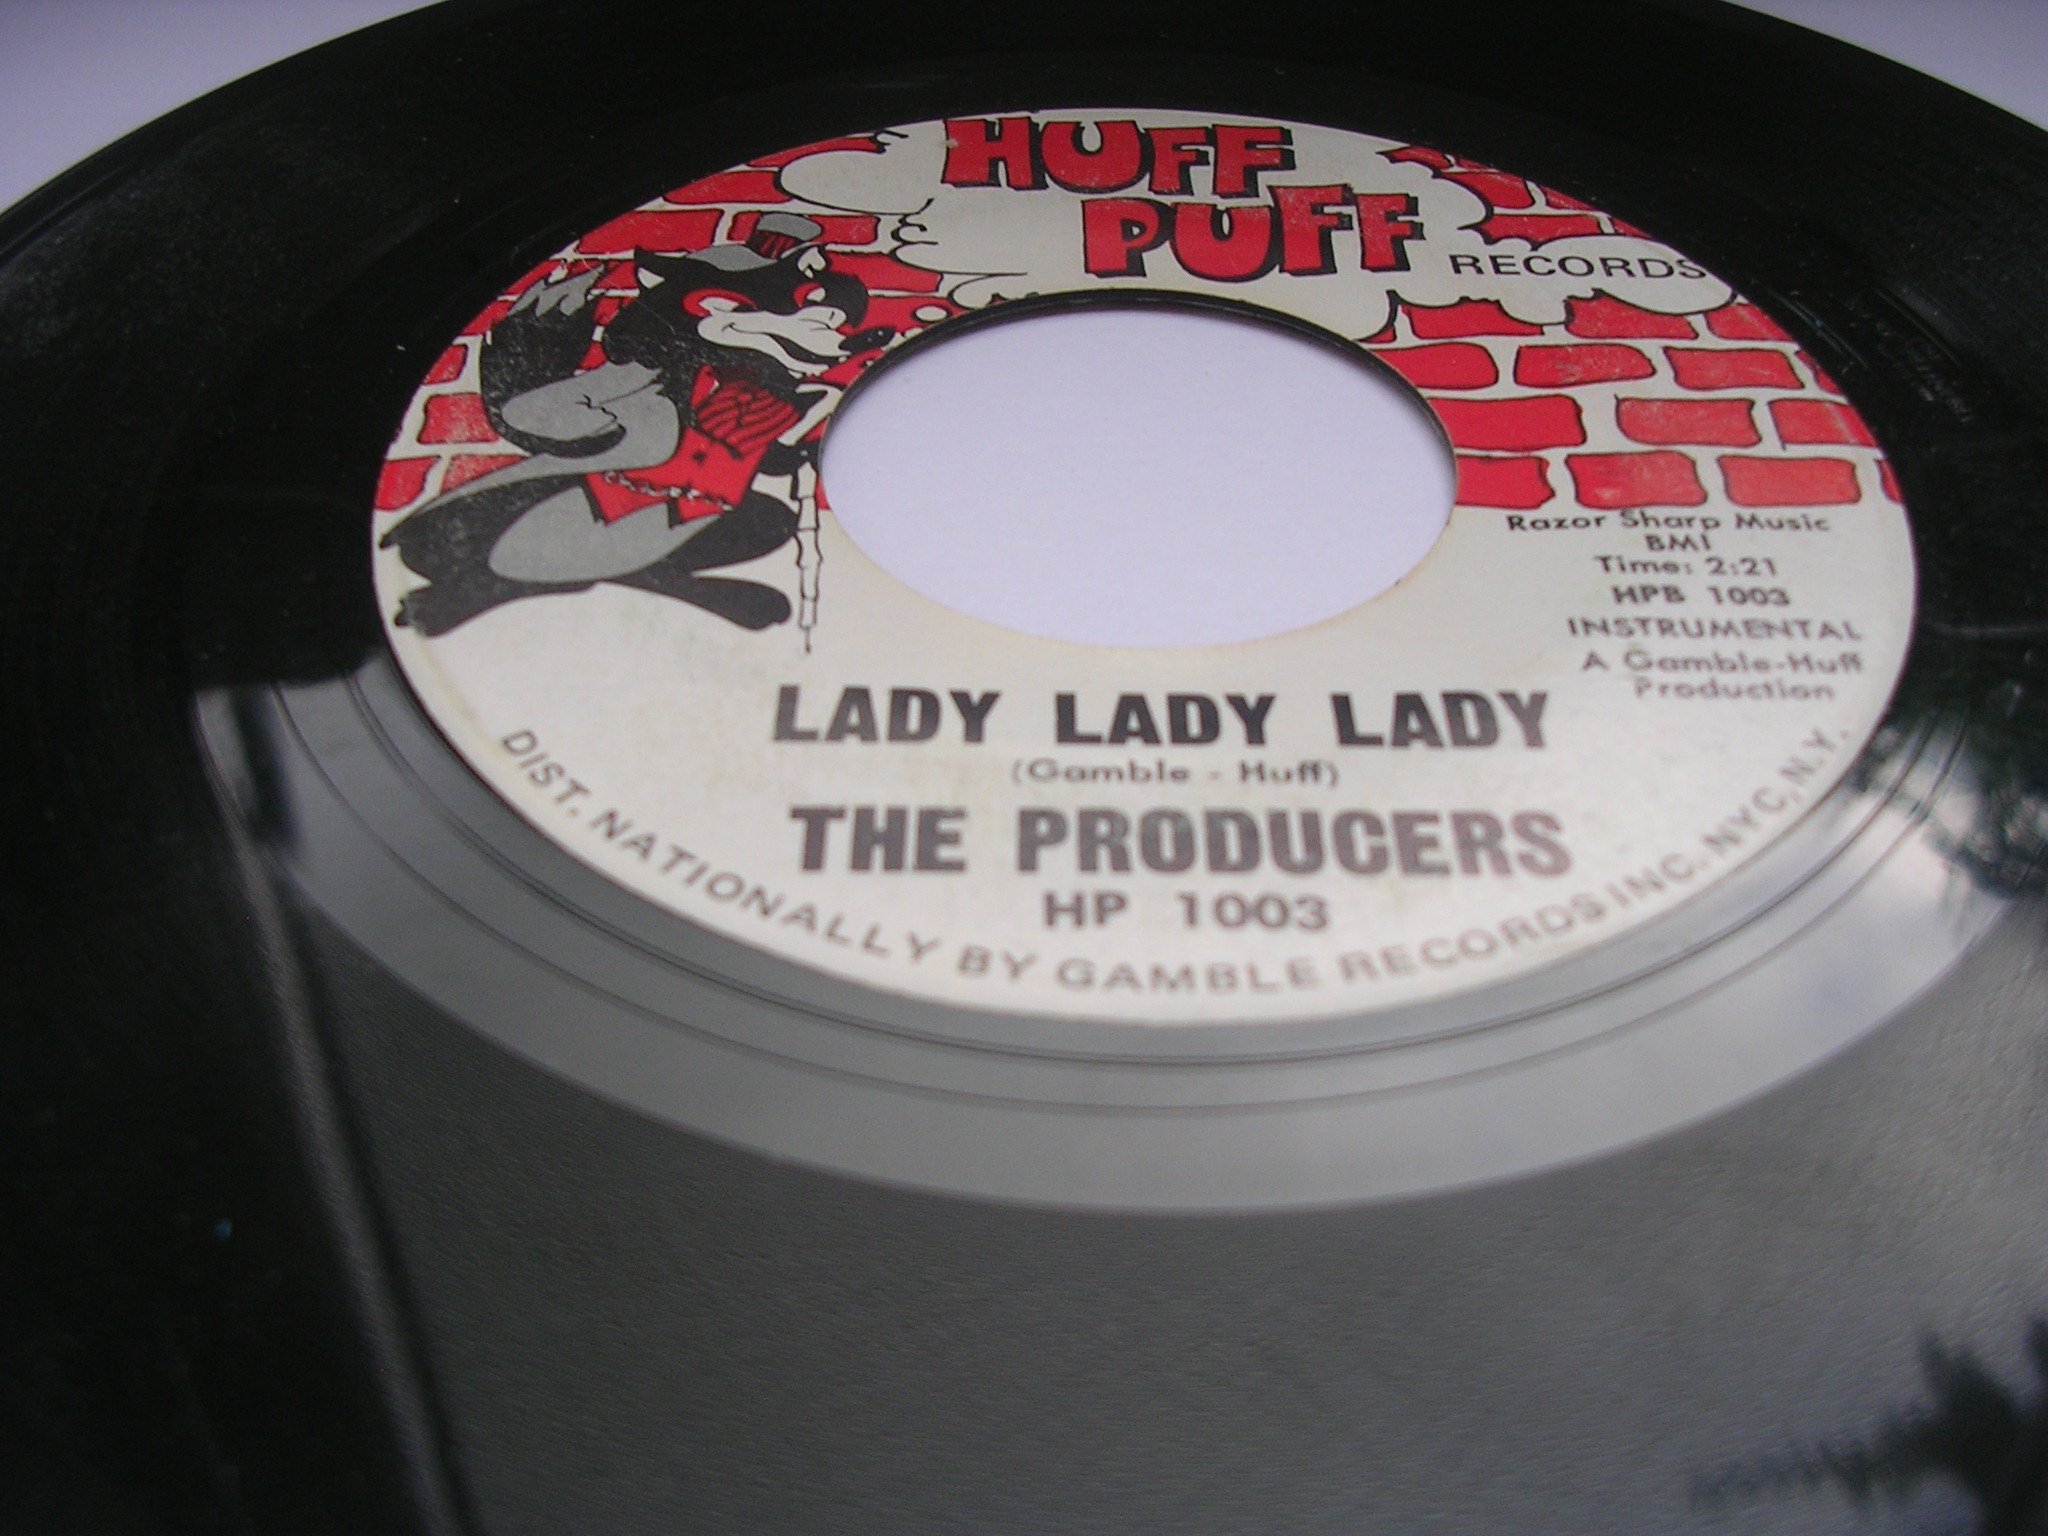 HUFF
PUFF RECORDS
Razor Sharp Music
BMI
Time: 2:21
HPB 1003
INSTRUMENTAL
A Gamble-Huff
Production
LADY LADY LADY
(Gamble - Huff)
THE PRODUCERS
HP 1003
DIST. NATIONALLY BY GAMBLE RECORDS INC. NYC, N.Y.